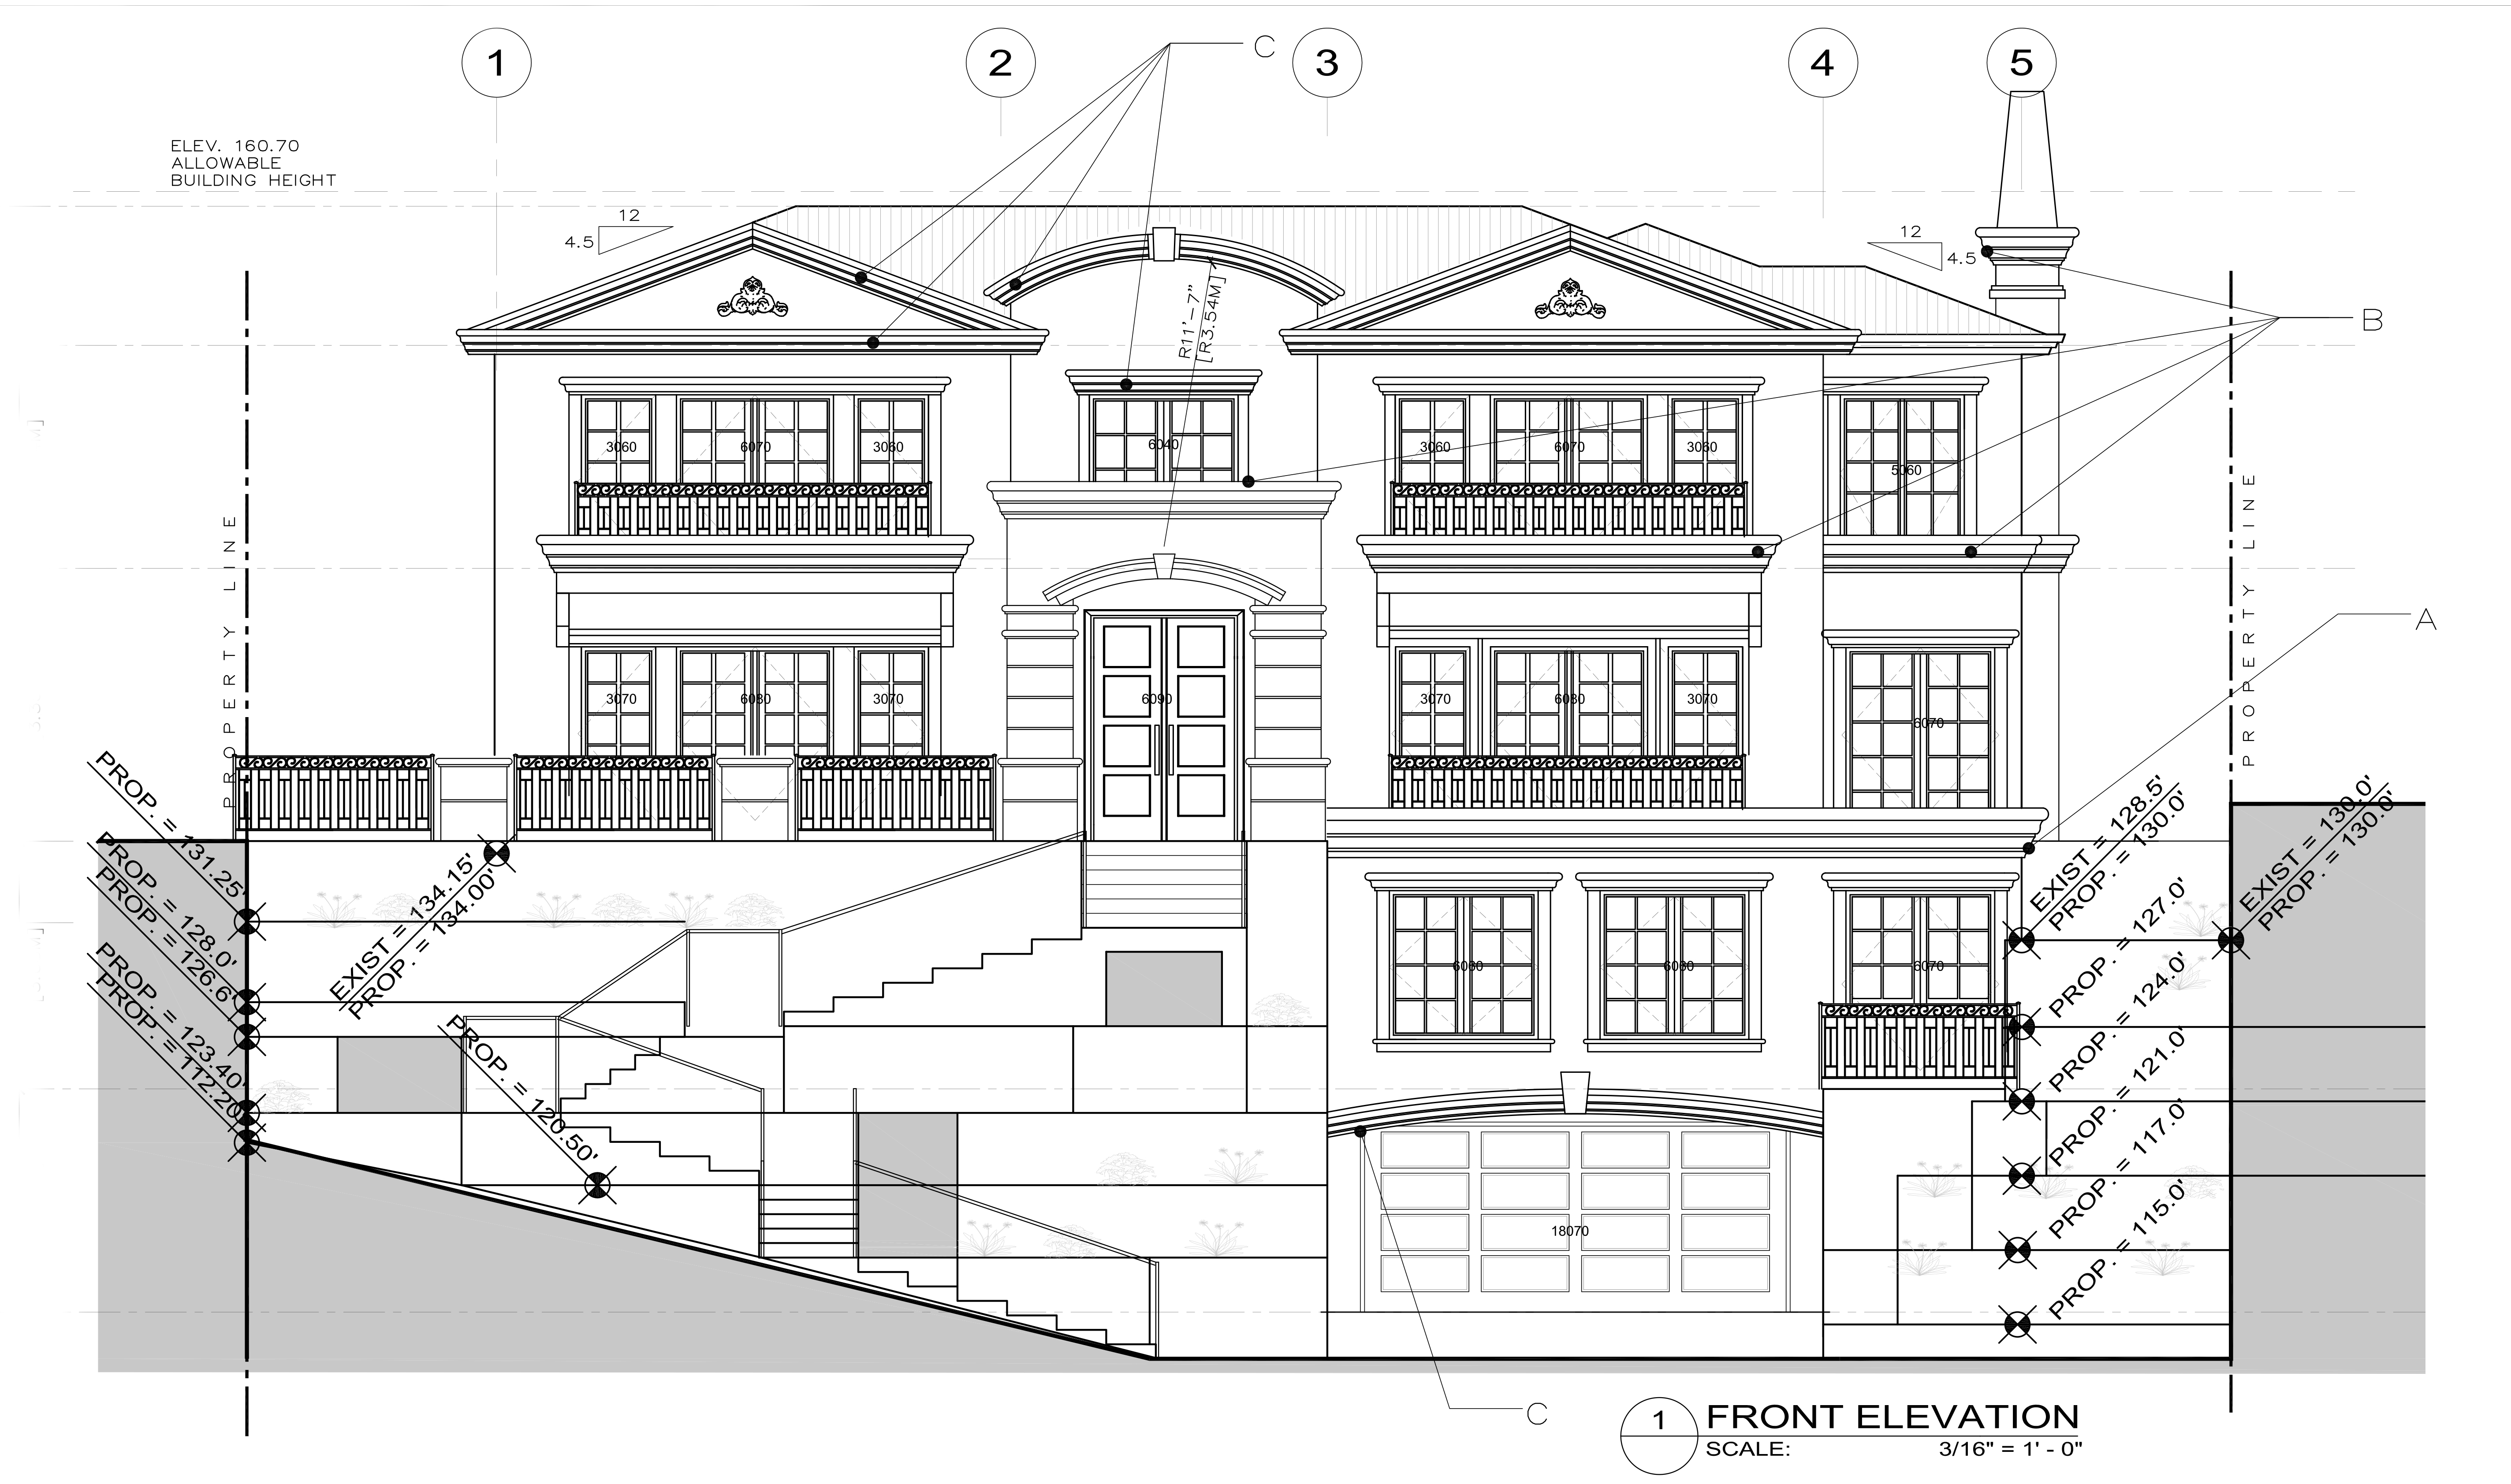 1
2
C
3
4
5
ELEV. 160.70
ALLOWABLE
BUILDING HEIGHT
12
4.5
12
4.5
R11'-7"
[R3.54M]
B
3060
6070
3060
6040
3060
6070
3060
5060
PROPERTY LINE
PROPERTY LINE
A
3070
6080
3070
6090
3070
6080
3070
6070
PROP. = 131.25'
PROP. = 128.0'
PROP. = 126.6'
PROP. = 123.40'
PROP. = 112.20'
EXIST = 134.15'
PROP. = 134.00'
PROP. = 120.50'
EXIST = 128.5'
PROP. = 130.0'
EXIST = 130.0'
PROP. = 130.0'
PROP. = 127.0'
PROP. = 124.0'
PROP. = 121.0'
PROP. = 117.0'
PROP. = 115.0'
6080
6080
6070
18070
C
1
FRONT ELEVATION
SCALE: 3/16" = 1' - 0"